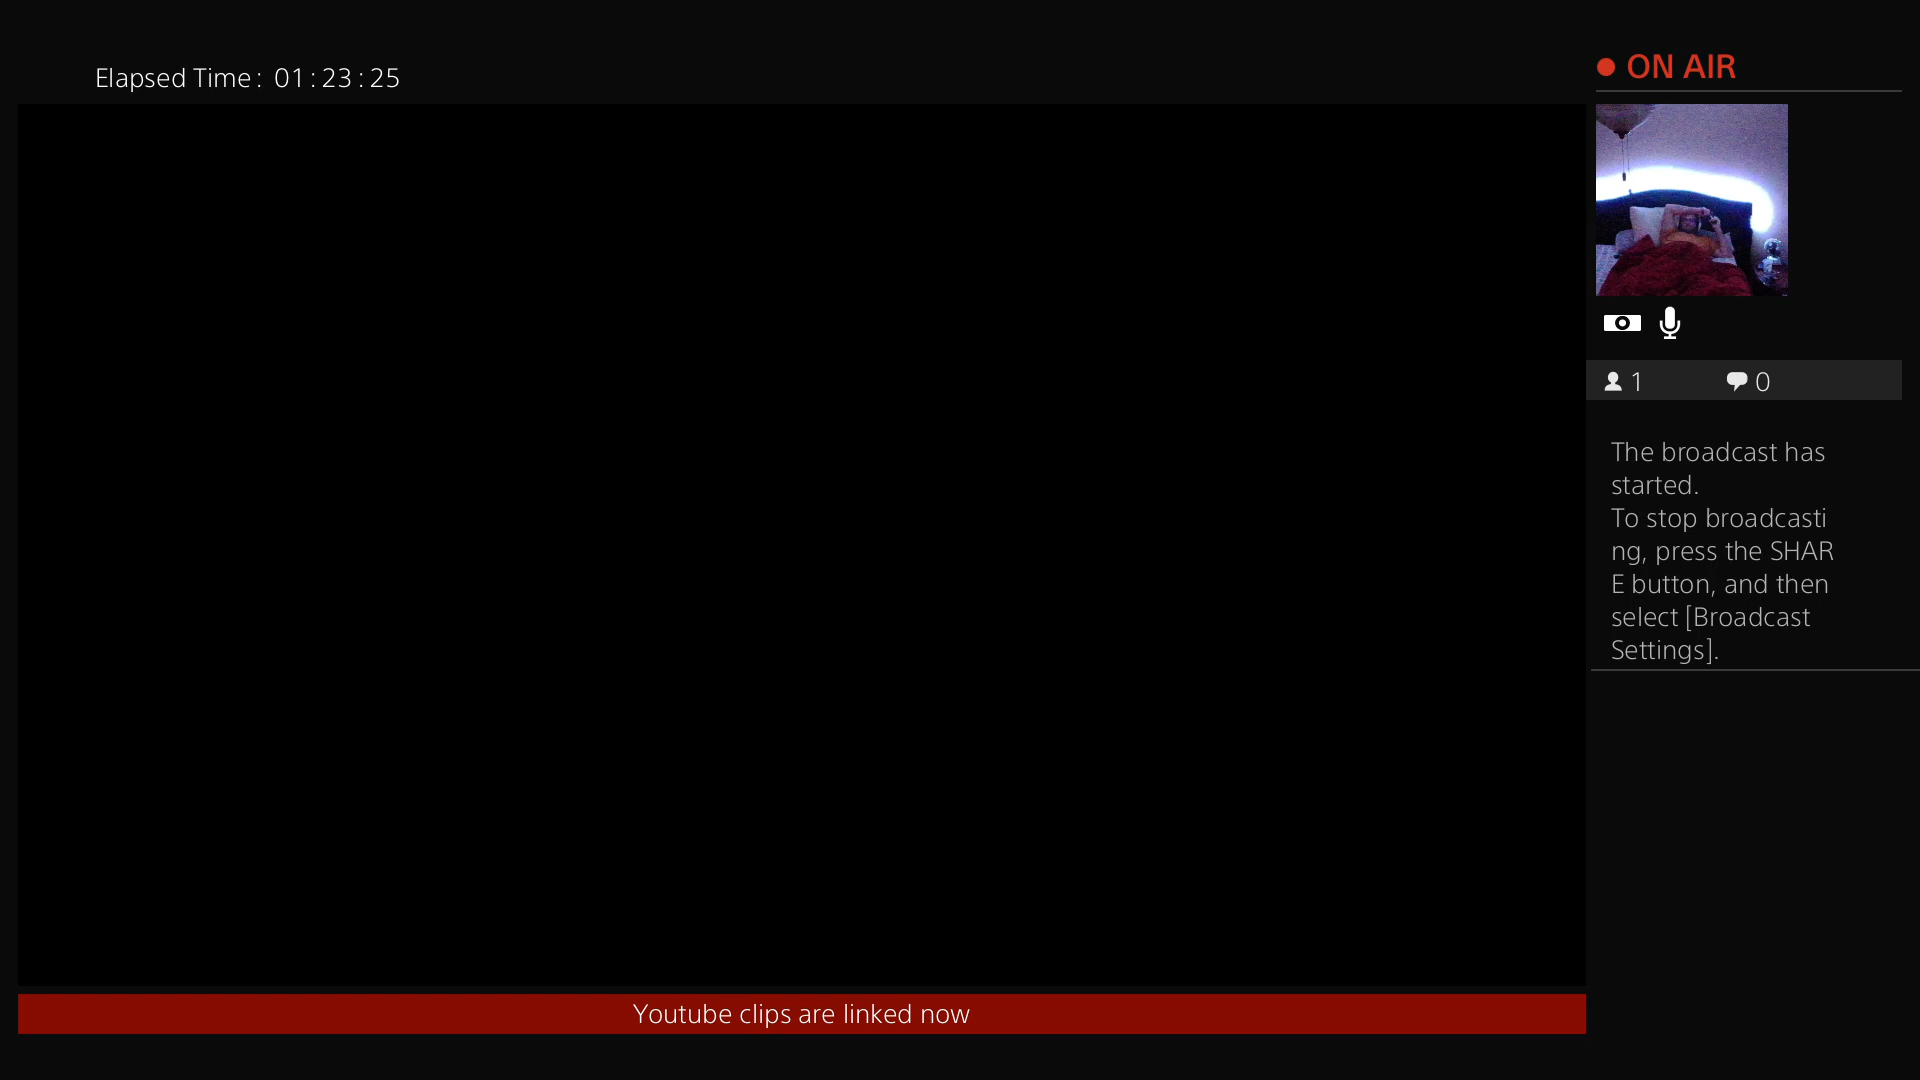 Elapsed Time: 01:23:25
ON AIR
1 0
The broadcast has
started.
To stop broadcasti
ng, press the SHAR
E button, and then
select [Broadcast
Settings].
Youtube clips are linked now